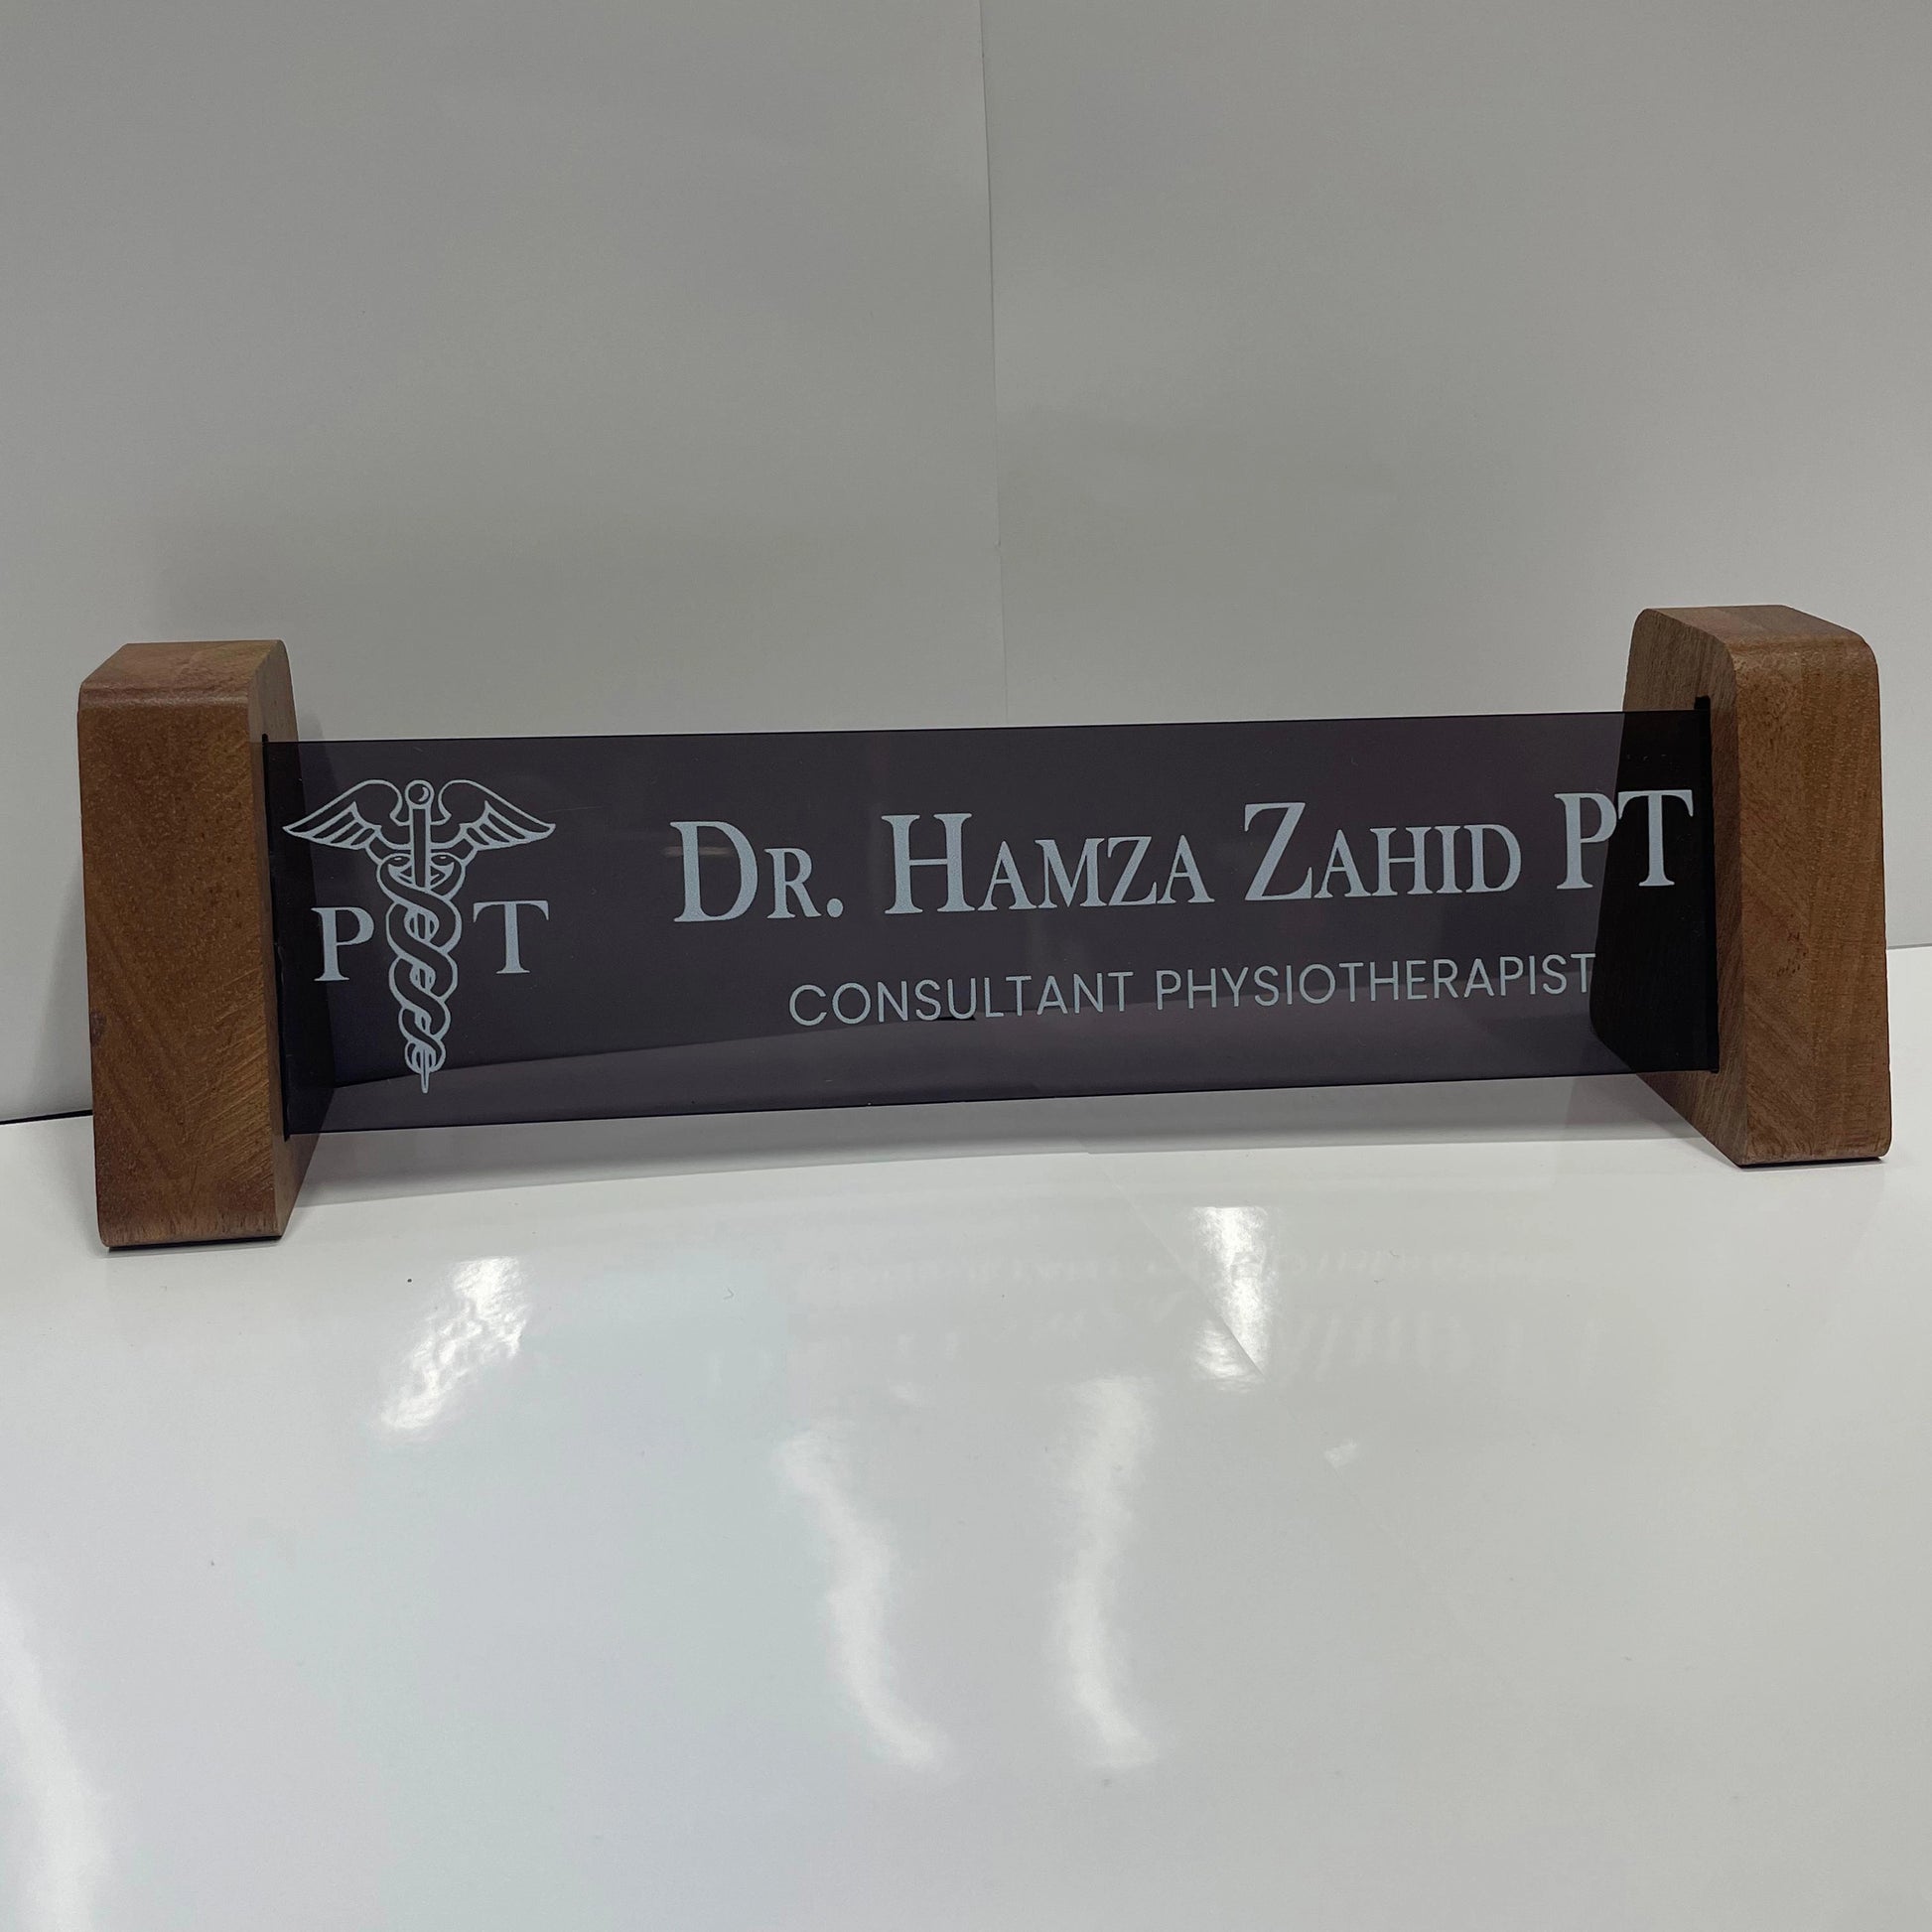 P T
DR. HAMZA ZAHID PT
CONSULTANT PHYSIOTHERAPIST